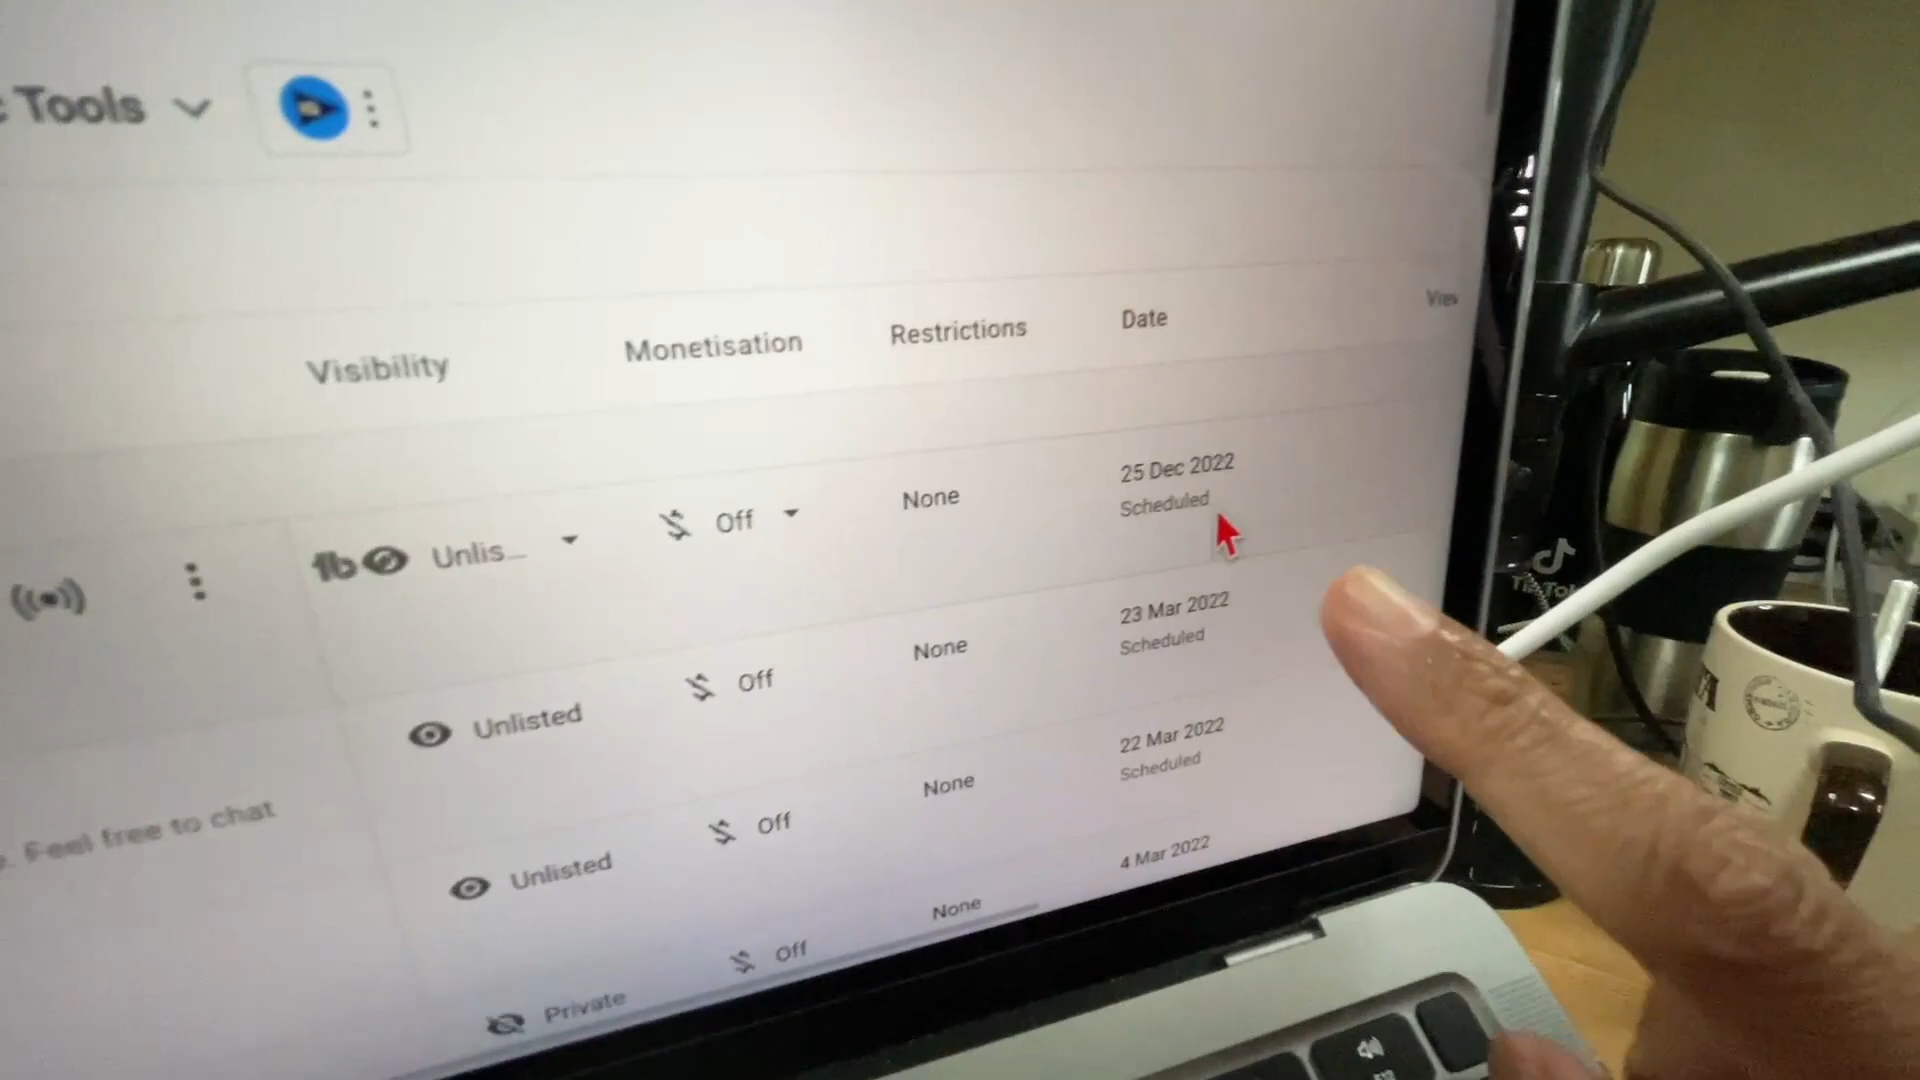 Tools
Visibility Monetisation Restrictions Date
Unlis... Off None 25 Dec 2022
Scheduled
Unlisted Off None 23 Mar 2022
Scheduled
Unlisted Off None 22 Mar 2022
Scheduled
Private Off None 4 Mar 2022
. Feel free to chat
TikTok